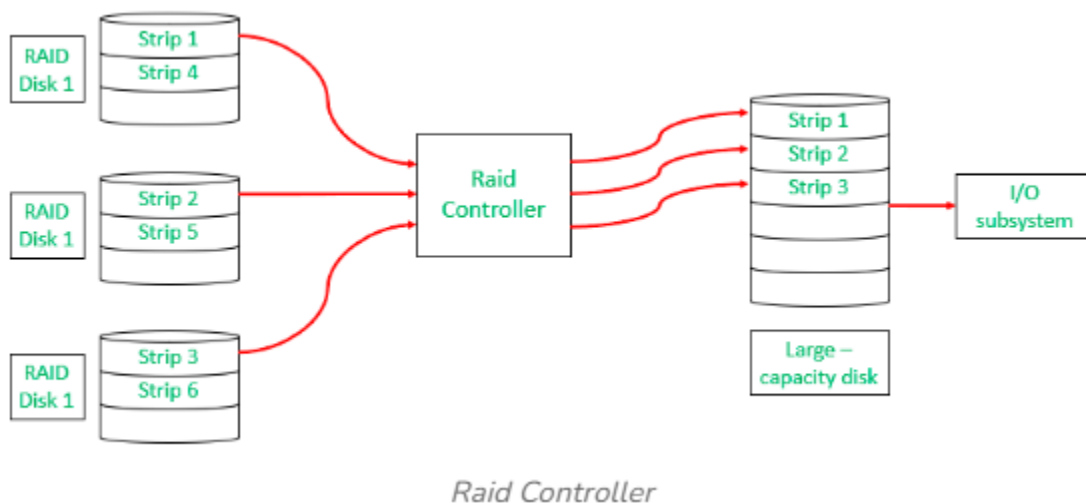 RAID
Disk 1
Strip 1
Strip 4
RAID
Disk 1
Strip 2
Strip 5
RAID
Disk 1
Strip 3
Strip 6
Raid
Controller
Strip 1
Strip 2
Strip 3
Large –
capacity disk
I/O
subsystem
Raid Controller